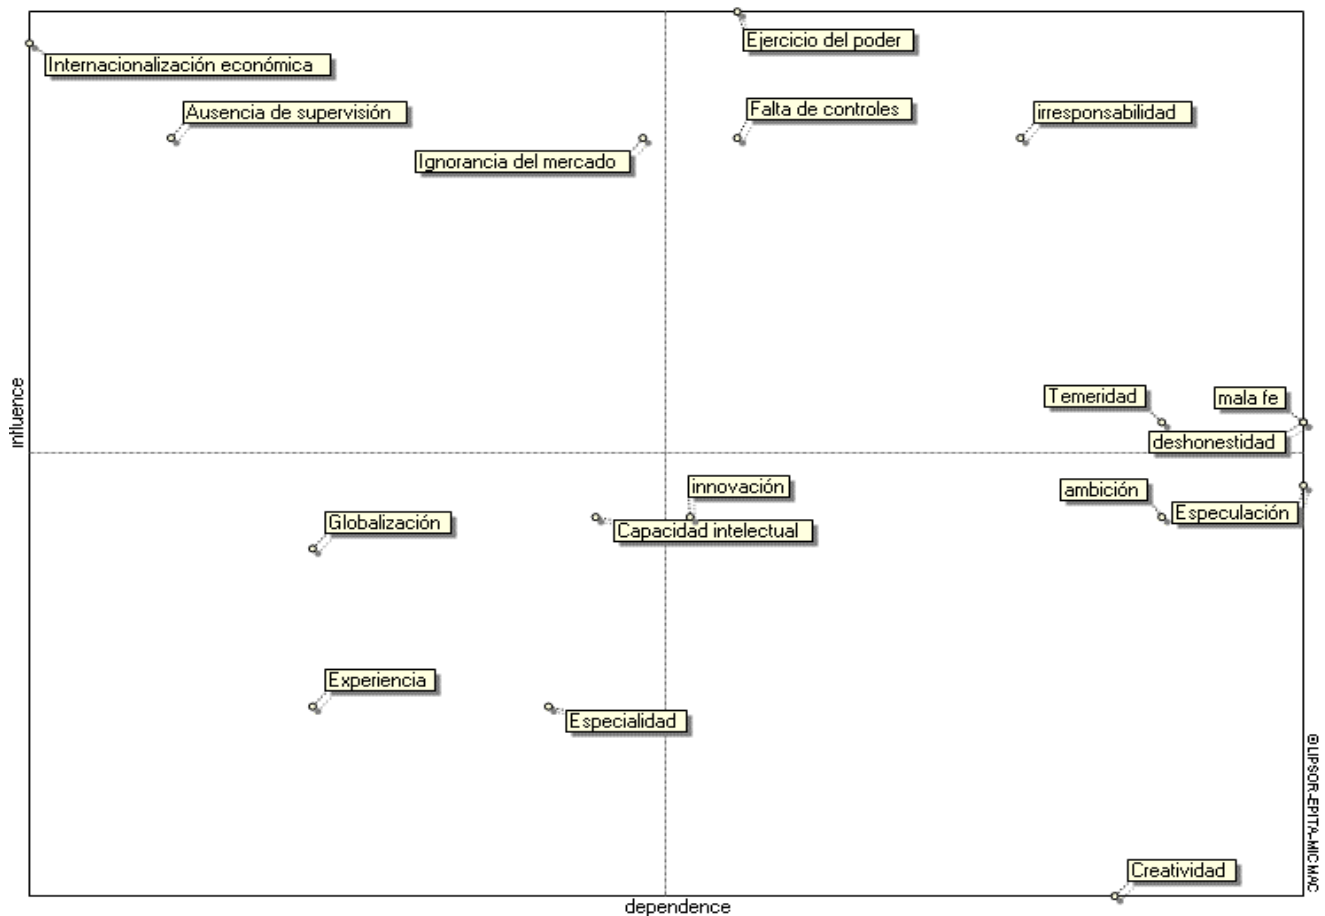 Ejercicio del poder
Internacionalización económica
Ausencia de supervisión
Falta de controles
irresponsabilidad
Ignorancia del mercado
Temeridad
mala fe
influence
deshonestidad
innovación
ambición
Especulación
Globalización
Capacidad intelectual
Experiencia
Especialidad
©LIPSOR-EPITA-MICMAC
Creatividad
dependence